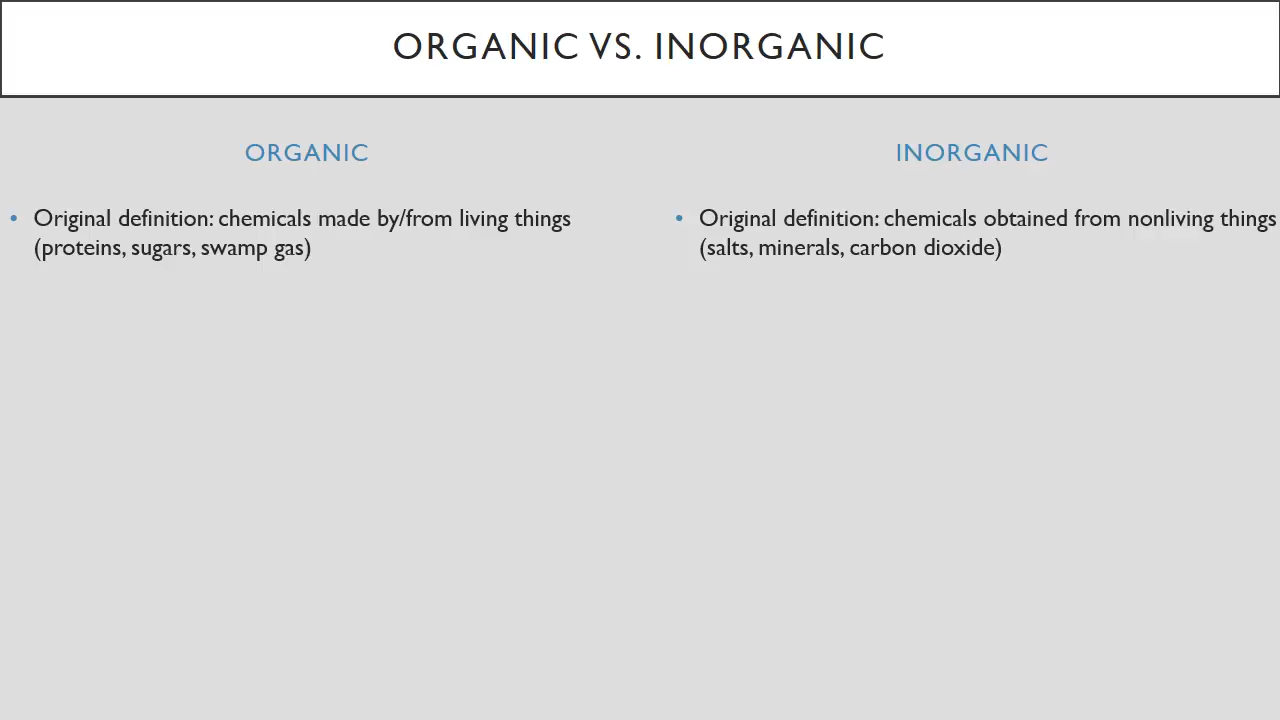 ORGANIC VS. INORGANIC
ORGANIC
• Original definition: chemicals made by/from living things
(proteins, sugars, swamp gas)
INORGANIC
• Original definition: chemicals obtained from nonliving things
(salts, minerals, carbon dioxide)